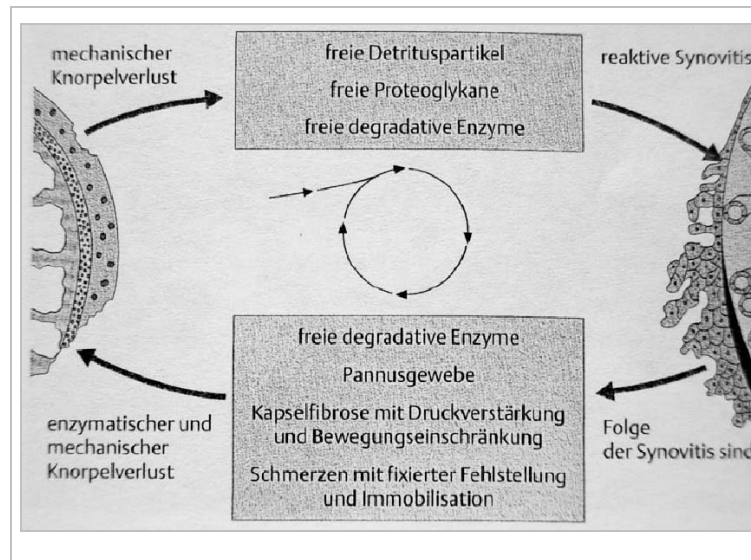 mechanischer
Knorpelverlust
freie Detrituspartikel
freie Proteoglykane
freie degradative Enzyme
reaktive Synovitis
freie degradative Enzyme
Pannusgewebe
Kapselfibrose mit Druckverstärkung
und Bewegungseinschränkung
Schmerzen mit fixierter Fehlstellung
und Immobilisation
enzymatischer und
mechanischer
Knorpelverlust
Folge
der Synovitis sind